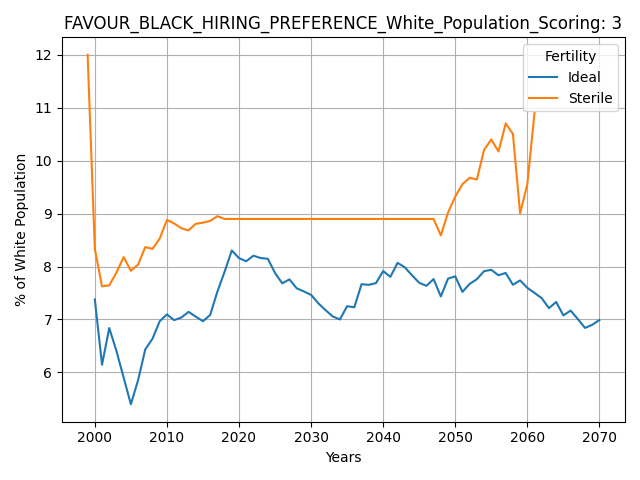 FAVOUR_BLACK_HIRING_PREFERENCE_White_Population_Scoring: 3
12
11
10
9
8
7
6
% of White Population
Fertility
Ideal
Sterile
2000 2010 2020 2030 2040 2050 2060 2070
Years